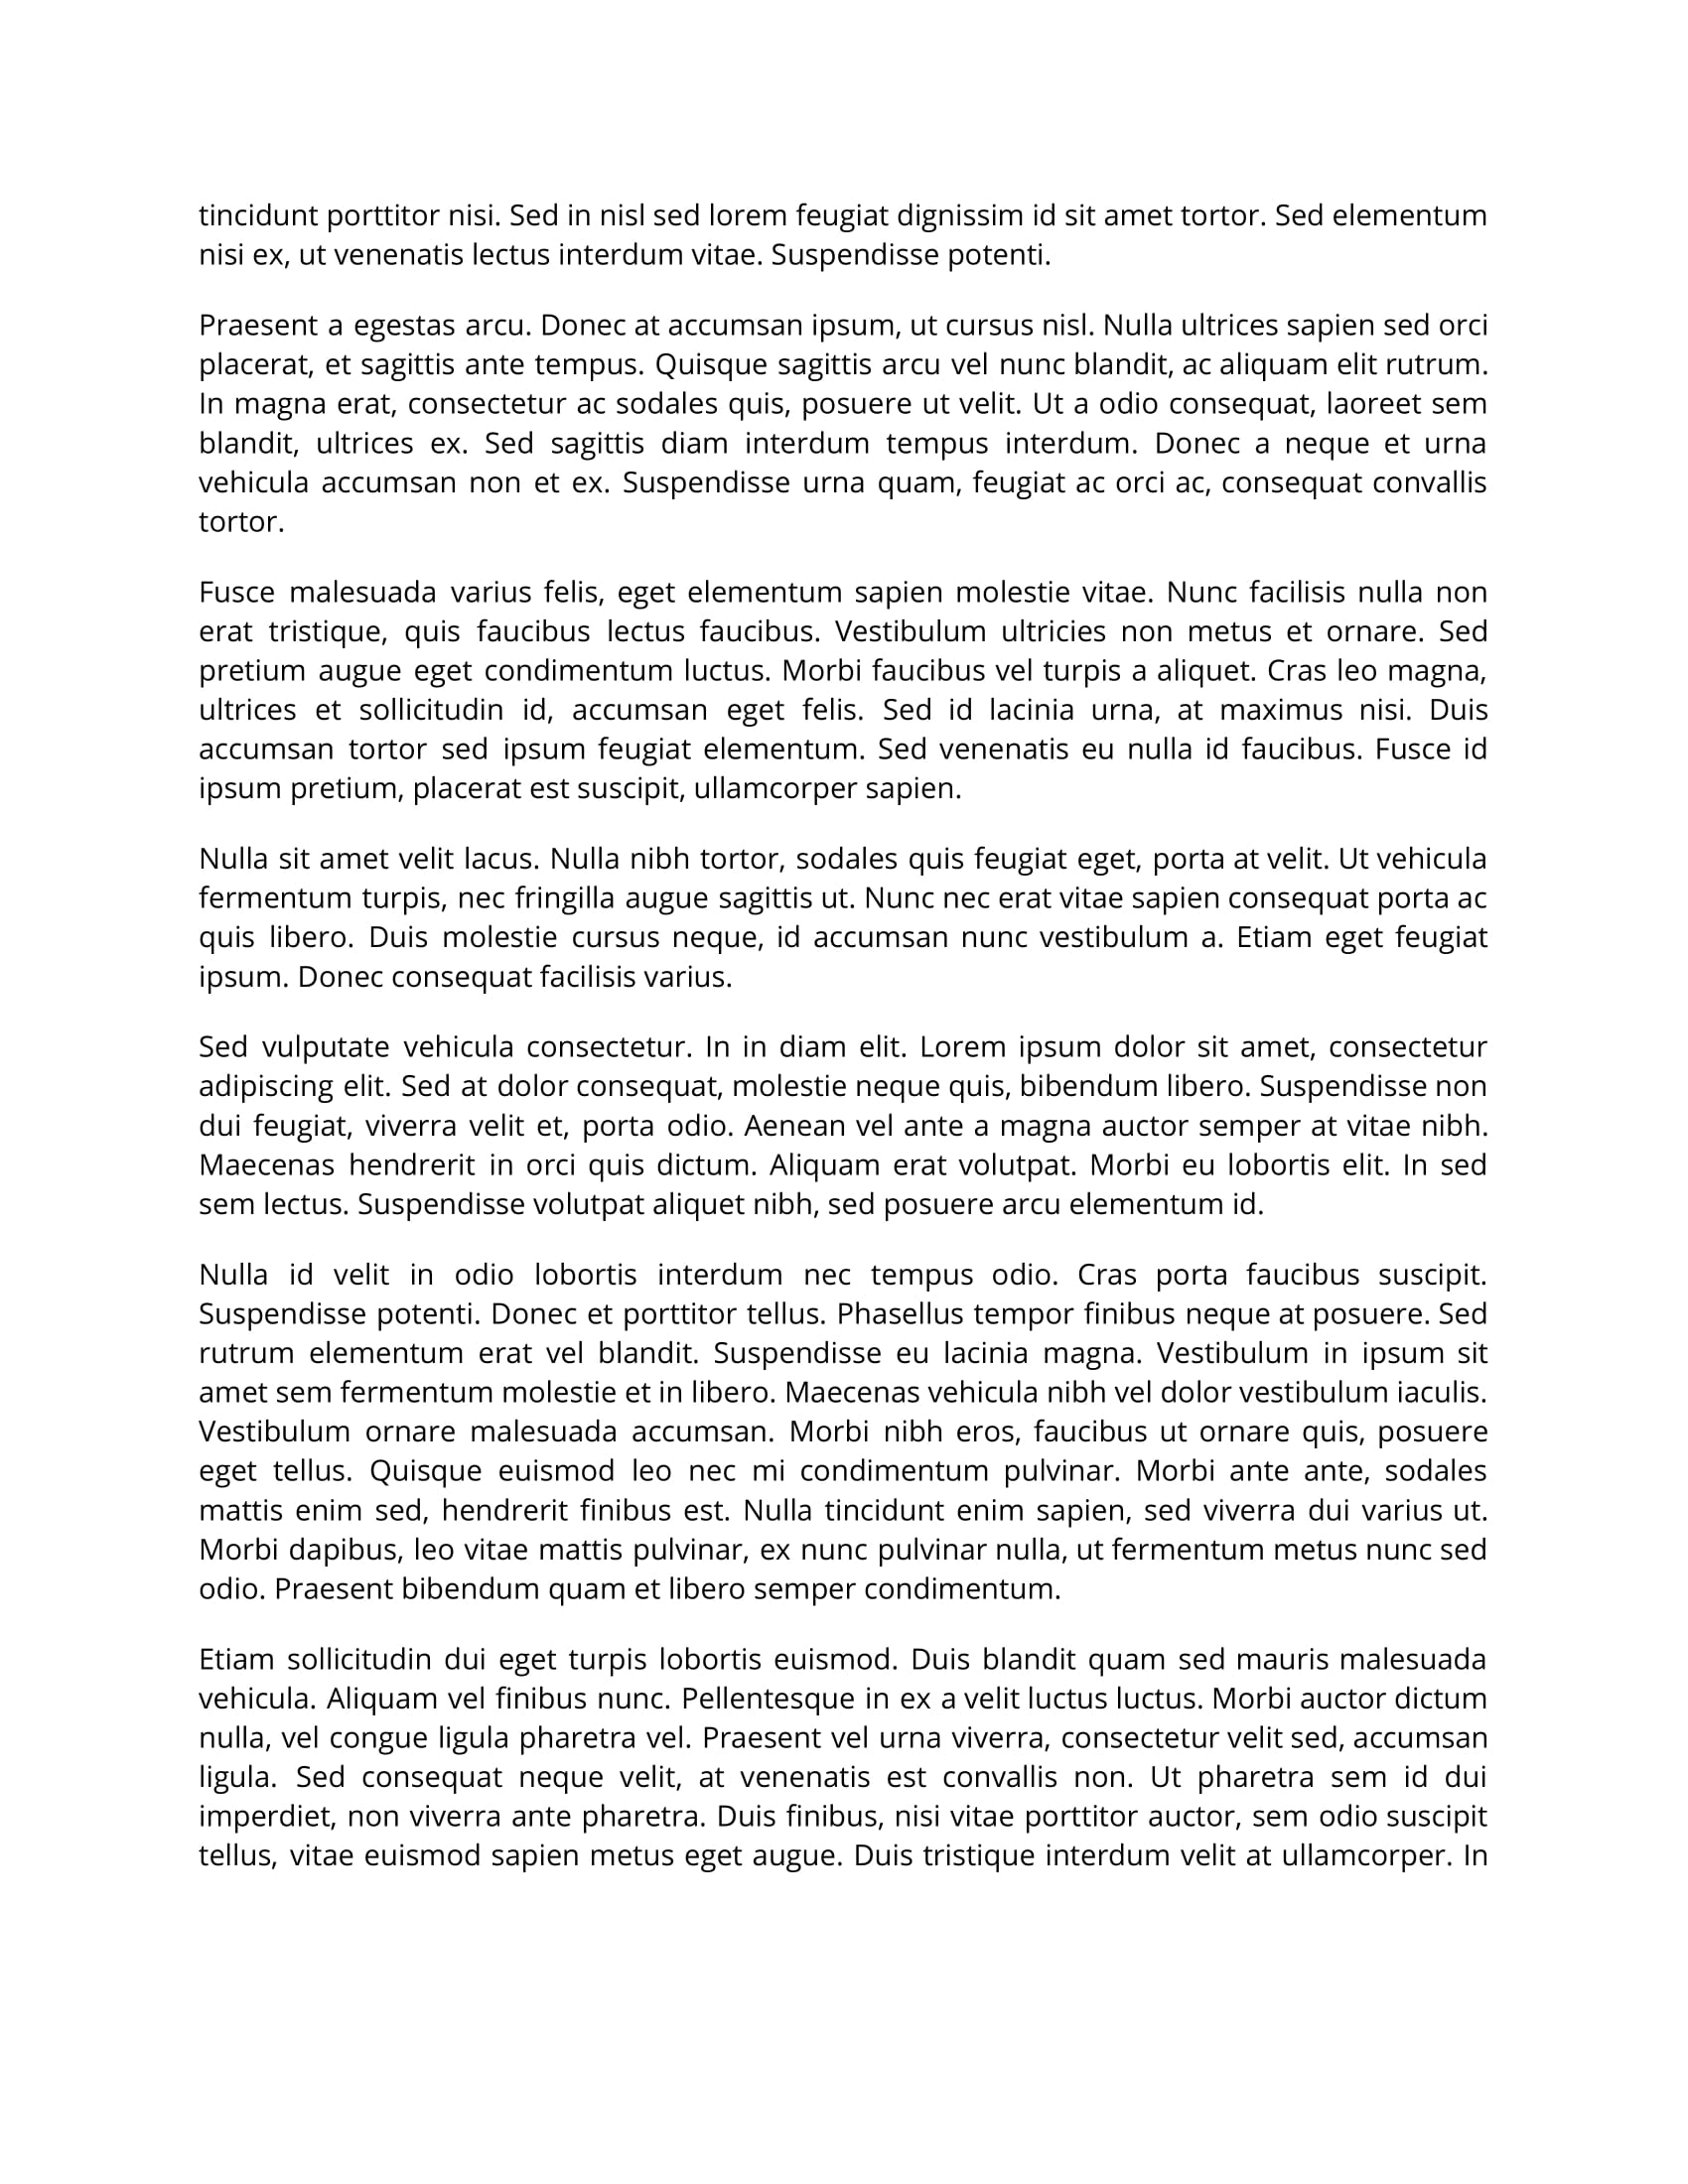 tincidunt porttitor nisi. Sed in nisl sed lorem feugiat dignissim id sit amet tortor. Sed elementum
nisi ex, ut venenatis lectus interdum vitae. Suspendisse potenti.
Praesent a egestas arcu. Donec at accumsan ipsum, ut cursus nisl. Nulla ultrices sapien sed orci
placerat, et sagittis ante tempus. Quisque sagittis arcu vel nunc blandit, ac aliquam elit rutrum.
In magna erat, consectetur ac sodales quis, posuere ut velit. Ut a odio consequat, laoreet sem
blandit, ultrices ex. Sed sagittis diam interdum tempus interdum. Donec a neque et urna
vehicula accumsan non et ex. Suspendisse urna quam, feugiat ac orci ac, consequat convallis
tortor.
Fusce malesuada varius felis, eget elementum sapien molestie vitae. Nunc facilisis nulla non
erat tristique, quis faucibus lectus faucibus. Vestibulum ultricies non metus et ornare. Sed
pretium augue eget condimentum luctus. Morbi faucibus vel turpis a aliquet. Cras leo magna,
ultrices et sollicitudin id, accumsan eget felis. Sed id lacinia urna, at maximus nisi. Duis
accumsan tortor sed ipsum feugiat elementum. Sed venenatis eu nulla id faucibus. Fusce id
ipsum pretium, placerat est suscipit, ullamcorper sapien.
Nulla sit amet velit lacus. Nulla nibh tortor, sodales quis feugiat eget, porta at velit. Ut vehicula
fermentum turpis, nec fringilla augue sagittis ut. Nunc nec erat vitae sapien consequat porta ac
quis libero. Duis molestie cursus neque, id accumsan nunc vestibulum a. Etiam eget feugiat
ipsum. Donec consequat facilisis varius.
Sed vulputate vehicula consectetur. In in diam elit. Lorem ipsum dolor sit amet, consectetur
adipiscing elit. Sed at dolor consequat, molestie neque quis, bibendum libero. Suspendisse non
dui feugiat, viverra velit et, porta odio. Aenean vel ante a magna auctor semper at vitae nibh.
Maecenas hendrerit in orci quis dictum. Aliquam erat volutpat. Morbi eu lobortis elit. In sed
sem lectus. Suspendisse volutpat aliquet nibh, sed posuere arcu elementum id.
Nulla id velit in odio lobortis interdum nec tempus odio. Cras porta faucibus suscipit.
Suspendisse potenti. Donec et porttitor tellus. Phasellus tempor finibus neque at posuere. Sed
rutrum elementum erat vel blandit. Suspendisse eu lacinia magna. Vestibulum in ipsum sit
amet sem fermentum molestie et in libero. Maecenas vehicula nibh vel dolor vestibulum iaculis.
Vestibulum ornare malesuada accumsan. Morbi nibh eros, faucibus ut ornare quis, posuere
eget tellus. Quisque euismod leo nec mi condimentum pulvinar. Morbi ante ante, sodales
mattis enim sed, hendrerit finibus est. Nulla tincidunt enim sapien, sed viverra dui varius ut.
Morbi dapibus, leo vitae mattis pulvinar, ex nunc pulvinar nulla, ut fermentum metus nunc sed
odio. Praesent bibendum quam et libero semper condimentum.
Etiam sollicitudin dui eget turpis lobortis euismod. Duis blandit quam sed mauris malesuada
vehicula. Aliquam vel finibus nunc. Pellentesque in ex a velit luctus luctus. Morbi auctor dictum
nulla, vel congue ligula pharetra vel. Praesent vel urna viverra, consectetur velit sed, accumsan
ligula. Sed consequat neque velit, at venenatis est convallis non. Ut pharetra sem id dui
imperdiet, non viverra ante pharetra. Duis finibus, nisi vitae porttitor auctor, sem odio suscipit
tellus, vitae euismod sapien metus eget augue. Duis tristique interdum velit at ullamcorper. In